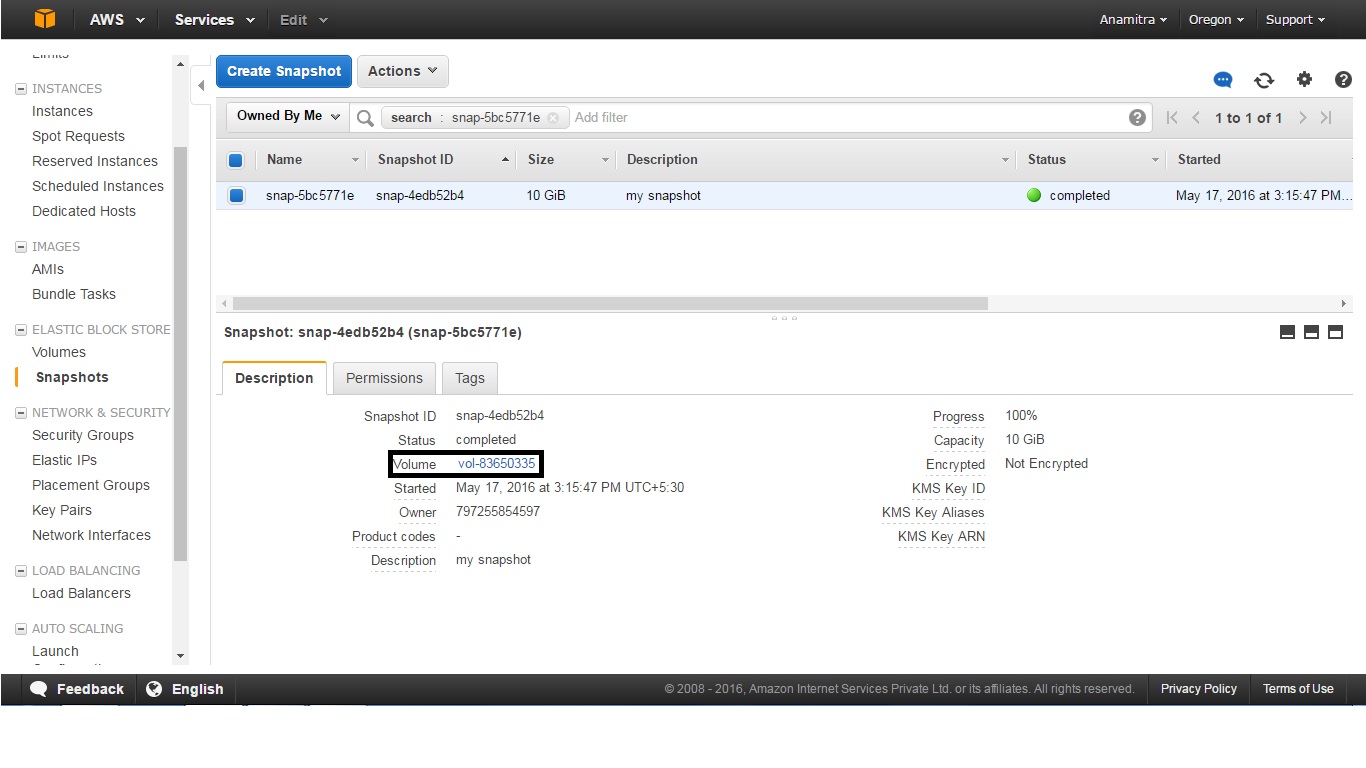 AWS Services Edit Anamitra Oregon Support
Limits
INSTANCES
Instances
Spot Requests
Reserved Instances
Scheduled Instances
Dedicated Hosts
IMAGES
AMIs
Bundle Tasks
ELASTIC BLOCK STORE
Volumes
Snapshots
NETWORK & SECURITY
Security Groups
Elastic IPs
Placement Groups
Key Pairs
Network Interfaces
LOAD BALANCING
Load Balancers
AUTO SCALING
Launch
Create Snapshot Actions
Owned By Me search : snap-5bc5771e Add filter 1 to 1 of 1
Name Snapshot ID Size Description Status Started
snap-5bc5771e snap-4edb52b4 10 GiB my snapshot completed May 17, 2016 at 3:15:47 PM...
Snapshot: snap-4edb52b4 (snap-5bc5771e)
Description Permissions Tags
Snapshot ID snap-4edb52b4
Status completed
Volume vol-83650335
Started May 17, 2016 at 3:15:47 PM UTC+5:30
Owner 797255854597
Product codes -
Description my snapshot
Progress 100%
Capacity 10 GiB
Encrypted Not Encrypted
KMS Key ID
KMS Key Aliases
KMS Key ARN
Feedback English © 2008 - 2016, Amazon Internet Services Private Ltd. or its affiliates. All rights reserved. Privacy Policy Terms of Use